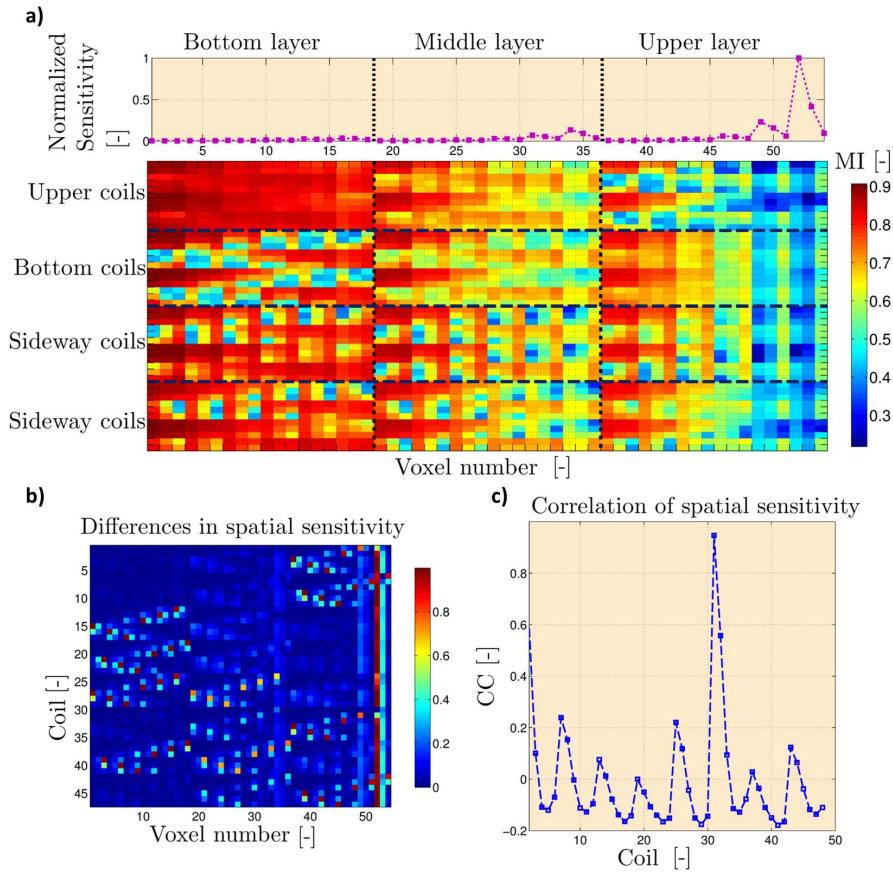 a)
Bottom layer Middle layer Upper layer
Normalized
Sensitivity
[-]
1
0.5
0
5 10 15 20 25 30 35 40 45 50
MI [-]
Upper coils
Bottom coils
Sideway coils
Sideway coils
0.9
0.8
0.7
0.6
0.5
0.4
0.3
Voxel number [-]
b)
Differences in spatial sensitivity
Coil [-]
5
10
15
20
25
30
35
40
45
10 20 30 40 50
Voxel number [-]
0.8
0.6
0.4
0.2
0
c)
Correlation of spatial sensitivity
CC [-]
0.8
0.6
0.4
0.2
0
−0.2
10 20 30 40 50
Coil [-]